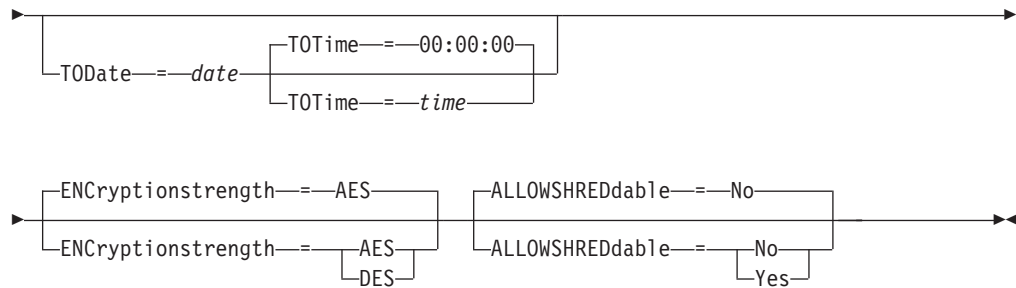 TOTime = 00:00:00
TODate = date
TOTime = time
ENCryptionstrength = AES ALLOWSHREDdable = No
ENCryptionstrength = AES ALLOWSHREDdable = No
DES Yes